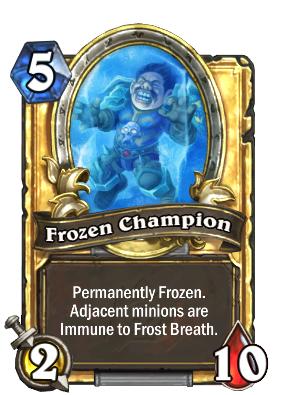 5
Frozen Champion
Permanently Frozen.
Adjacent minions are
Immune to Frost Breath.
2
10